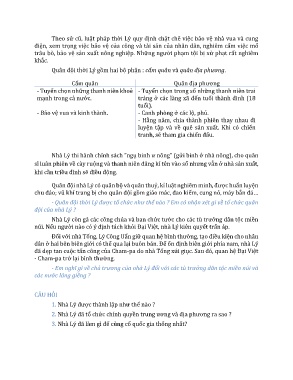 Theo sử cũ, luật pháp thời Lý quy định chặt chẽ việc bảo vệ nhà vua và cung
điện, xem trọng việc bảo vệ của công và tài sản của nhân dân, nghiêm cấm việc mổ
trâu bò, bảo vệ sản xuất nông nghiệp. Những người phạm tội bị xử phạt rất nghiêm
khắc.
Quân đội thời Lý gồm hai bộ phận : cấm quân và quân địa phương.
Cấm quân
Quân địa phương
- Tuyển chọn những thanh niên khoẻ
mạnh trong cả nước.
- Bảo vệ vua và kinh thành.
- Tuyển chọn trong số những thanh niên trai
tráng ở các làng xã đến tuổi thành đinh (18
tuổi).
- Canh phòng ở các lộ, phủ.
- Hằng năm, chia thành phiên thay nhau đi
luyện tập và về quê sản xuất. Khi có chiến
tranh, sẽ tham gia chiến đấu.
Nhà Lý thi hành chính sách "ngụ binh ư nông" (gửi binh ở nhà nông), cho quân
sĩ luân phiên về cày ruộng và thanh niên đăng kí tên vào sổ nhưng vẫn ở nhà sản xuất,
khi cần triều đình sẽ điều động.
Quân đội nhà Lý có quân bộ và quân thuỷ, kỉ luật nghiêm minh, được huấn luyện
chu đáo; vũ khí trang bị cho quân đội gồm giáo mác, đao kiếm, cung nỏ, máy bắn đá...
- Quân đội thời Lý được tổ chức như thế nào ? Em có nhận xét gì về tổ chức quân
đội của nhà Lý ?
Nhà Lý còn gả các công chúa và ban chức tước cho các tù trưởng dân tộc miền
núi. Nếu người nào có ý định tách khỏi Đại Việt, nhà Lý kiên quyết trấn áp.
Đối với nhà Tống, Lý Công Uẩn giữ quan hệ bình thường, tạo điều kiện cho nhân
dân ở hai bên biên giới có thể qua lại buôn bán. Để ổn định biên giới phía nam, nhà Lý
đã dẹp tan cuộc tấn công của Cham-pa do nhà Tống xúi giục. Sau đó, quan hệ Đại Việt
- Cham-pa trở lại bình thường.
- Em nghĩ gì về chủ trương của nhà Lý đối với các tù trưởng dân tộc miền núi và
các nước láng giềng ?
CÂU HỎI
1. Nhà Lý được thành lập như thế nào ?
2. Nhà Lý đã tổ chức chính quyền trung ương và địa phương ra sao ?
3. Nhà Lý đã làm gì để củng cố quốc gia thống nhất?